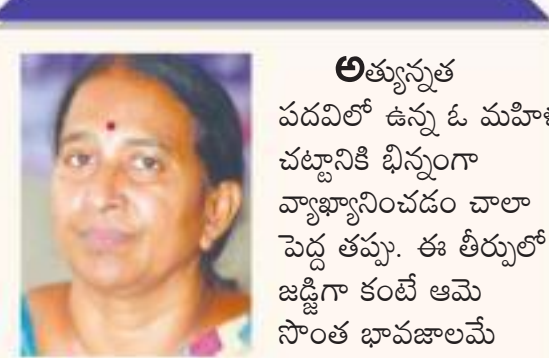 అత్యున్నత
పదవిలో ఉన్న ఓ మహిళ
చట్టానికి భిన్నంగా
వ్యాఖ్యానించడం చాలా
పెద్ద తప్పు. ఈ తీర్పులో
జడ్జిగా కంటే ఆమె
సొంత భావజాలమే